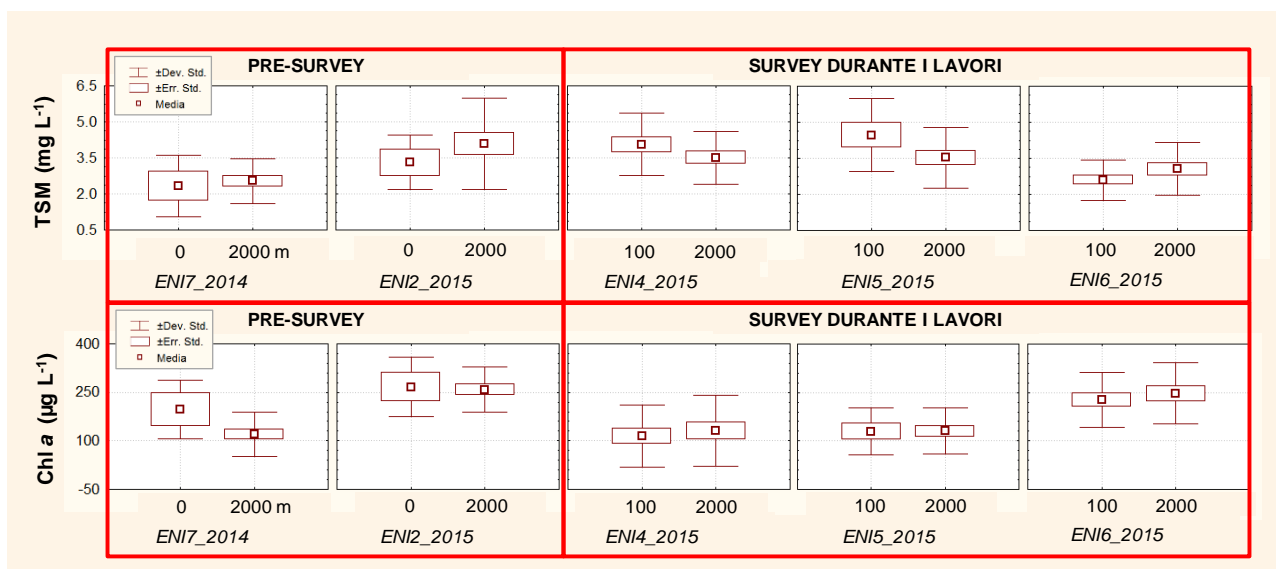 PRE-SURVEY
SURVEY DURANTE I LAVORI
±Dev. Std.
±Err. Std.
Media
TSM (mg L-1)
6.5
5.0
3.5
2.0
0.5
0 2000 m
0 2000
100 2000
100 2000
100 2000
ENI7_2014
ENI2_2015
ENI4_2015
ENI5_2015
ENI6_2015
PRE-SURVEY
SURVEY DURANTE I LAVORI
±Dev. Std.
±Err. Std.
Media
Chl a (µg L-1)
400
250
100
-50
0 2000 m
0 2000
100 2000
100 2000
100 2000
ENI7_2014
ENI2_2015
ENI4_2015
ENI5_2015
ENI6_2015